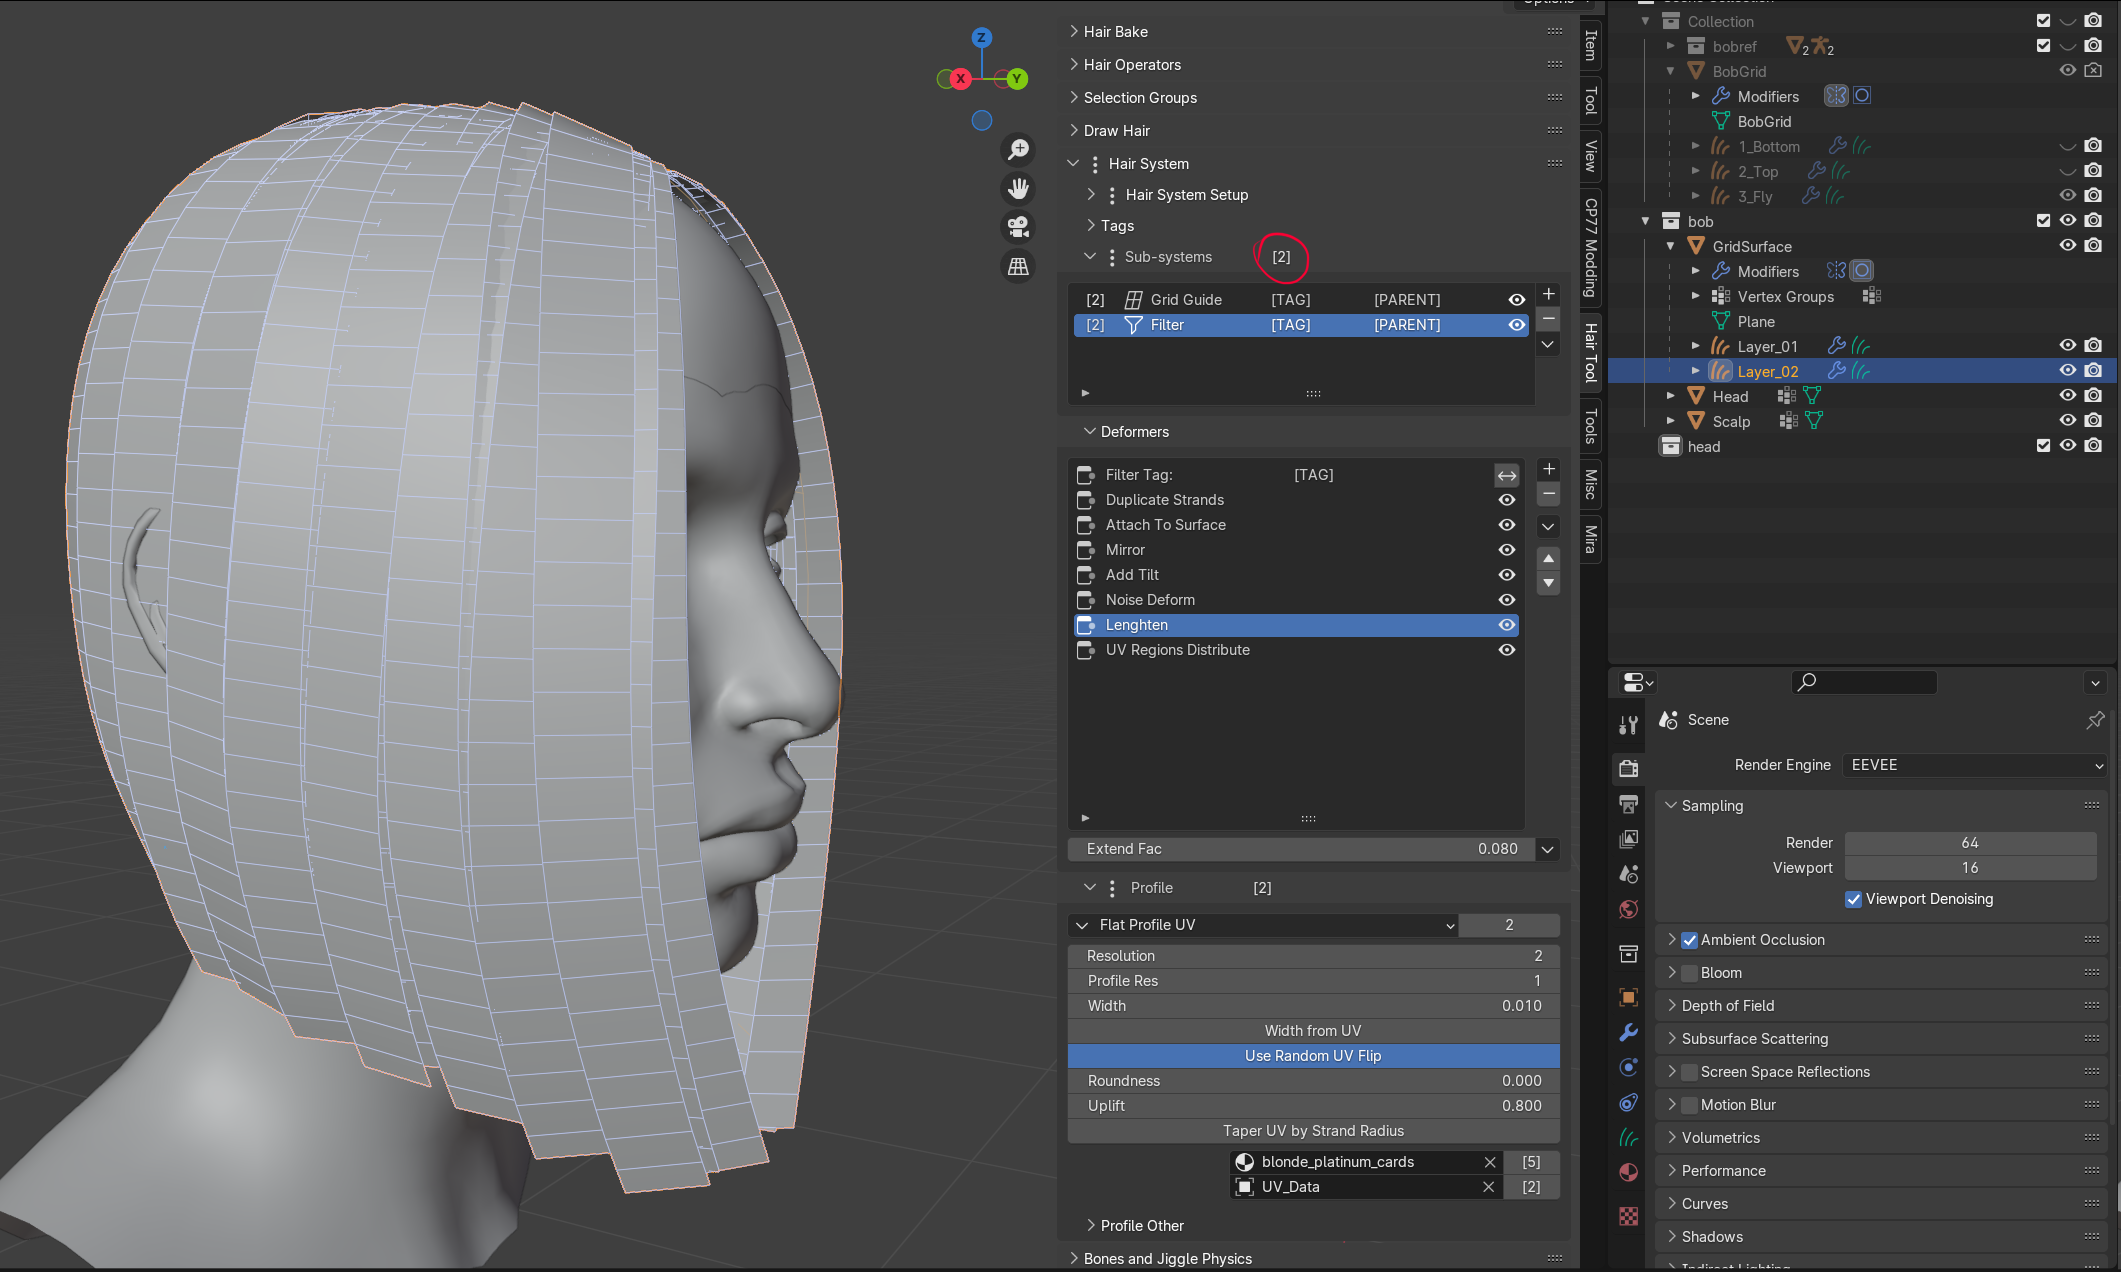 Hair Bake
Hair Operators
Selection Groups
Draw Hair
Hair System
Hair System Setup
Tags
Sub-systems [2]
[2] Grid Guide [TAG] [PARENT]
[2] Filter [TAG] [PARENT]
Deformers
Filter Tag: [TAG]
Duplicate Strands
Attach To Surface
Mirror
Add Tilt
Noise Deform
Lenghten
UV Regions Distribute
Extend Fac 0.080
Profile [2]
Flat Profile UV 2
Resolution 2
Profile Res 1
Width 0.010
Width from UV
Use Random UV Flip
Roundness 0.000
Uplift 0.800
Taper UV by Strand Radius
blonde_platinum_cards [5]
UV_Data [2]
Profile Other
Bones and Jiggle Physics
Z
X
Y
Item
Tool
View
CP77 Modding
Hair Tool
Tools
Misc
Mira
Collection
bobref 2 2
BobGrid
Modifiers
BobGrid
1_Bottom
2_Top
3_Fly
bob
GridSurface
Modifiers
Vertex Groups
Plane
Layer_01
Layer_02
Head
Scalp
head
Scene
Render Engine EEVEE
Sampling
Render 64
Viewport 16
Viewport Denoising
Ambient Occlusion
Bloom
Depth of Field
Subsurface Scattering
Screen Space Reflections
Motion Blur
Volumetrics
Performance
Curves
Shadows